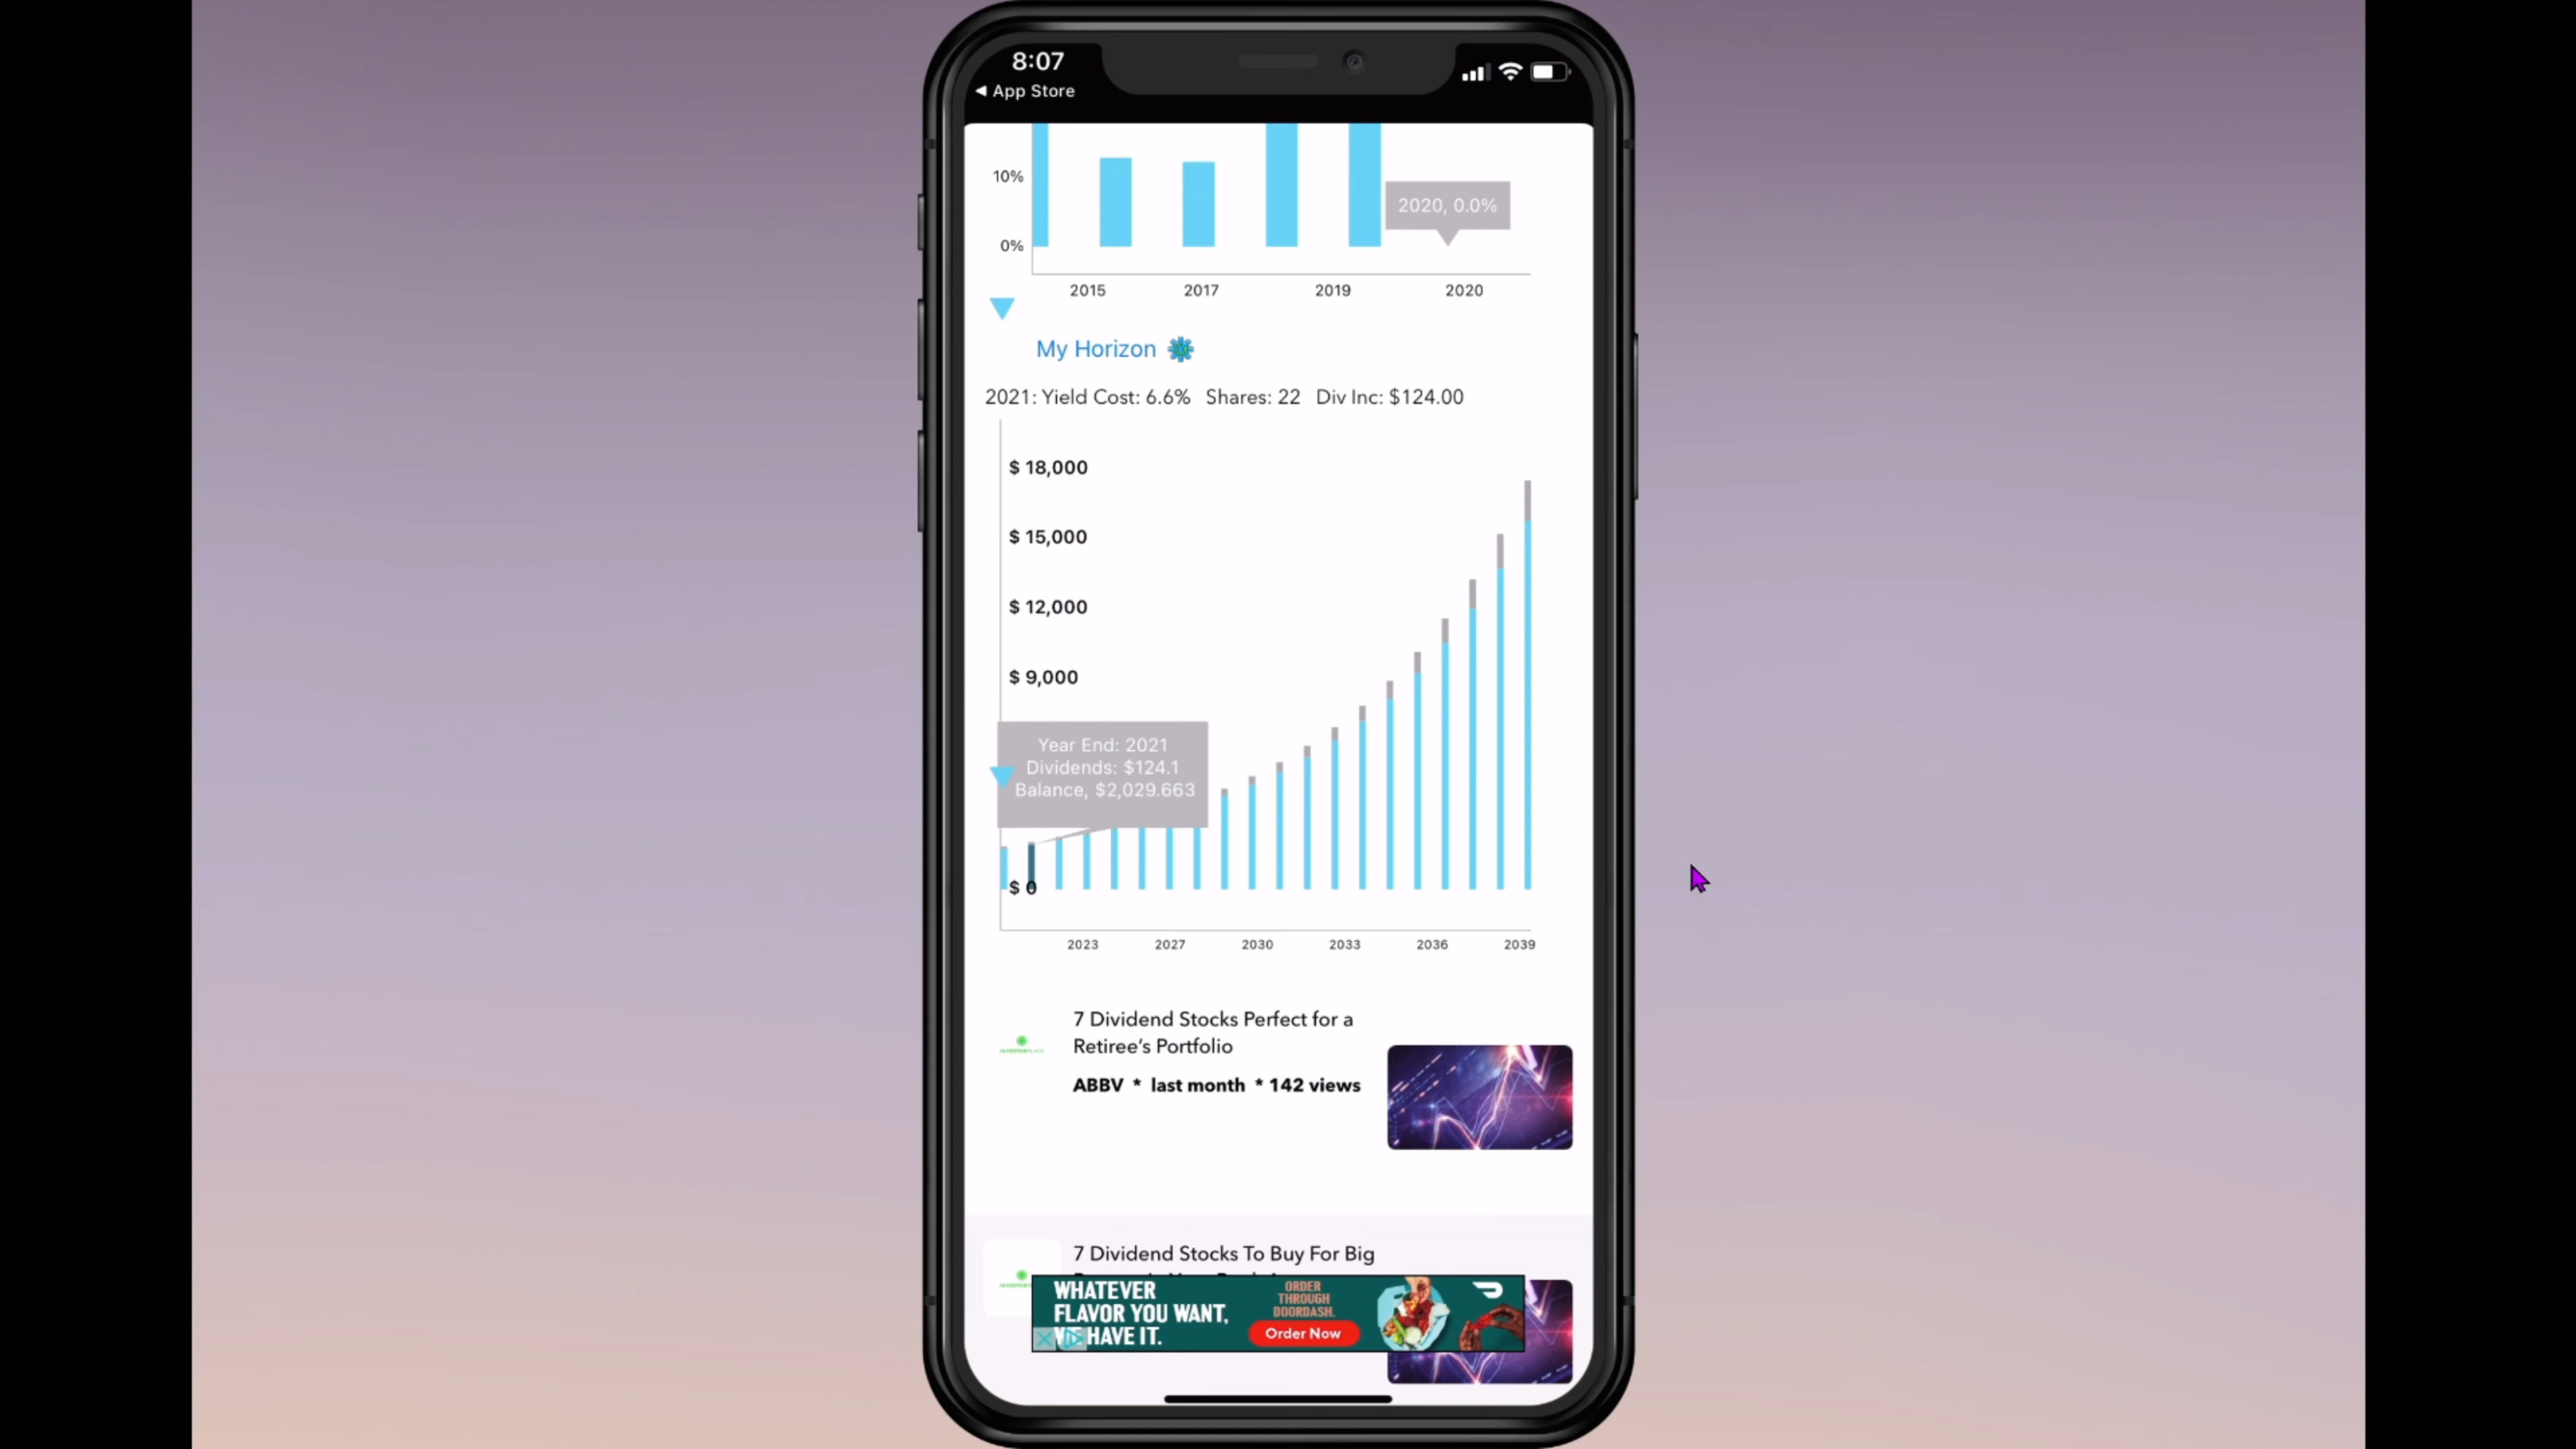 8:07
App Store
10%
2020, 0.0%
0%
2015 2017 2019 2020
My Horizon
2021: Yield Cost: 6.6% Shares: 22 Div Inc: $124.00
$ 18,000
$ 15,000
$ 12,000
$ 9,000
Year End: 2021
Dividends: $124.1
Balance, $2,029.663
$ 0
2023 2027 2030 2033 2036 2039
7 Dividend Stocks Perfect for a
Retiree's Portfolio
ABBV * last month * 142 views
7 Dividend Stocks To Buy For Big
WHATEVER
FLAVOR YOU WANT,
WE HAVE IT.
ORDER
THROUGH
DOORDASH.
Order Now